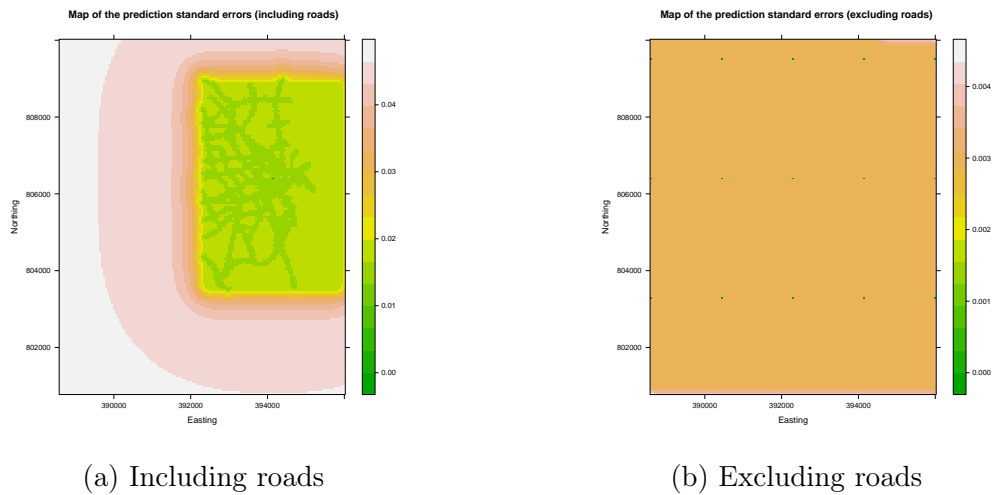 Map of the prediction standard errors (including roads)
Northing
808000
806000
804000
802000
390000 392000 394000
Easting
0.04
0.03
0.02
0.01
0.00
(a) Including roads
Map of the prediction standard errors (excluding roads)
Northing
808000
806000
804000
802000
390000 392000 394000
Easting
0.004
0.003
0.002
0.001
0.000
(b) Excluding roads